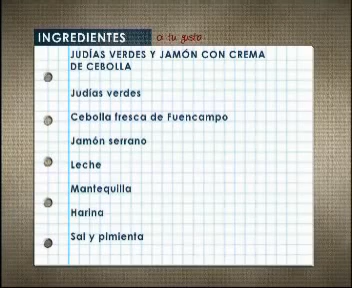 INGREDIENTES a tu gusto
JUDÍAS VERDES Y JAMÓN CON CREMA
DE CEBOLLA
Judías verdes
Cebolla fresca de Fuencampo
Jamón serrano
Leche
Mantequilla
Harina
Sal y pimienta